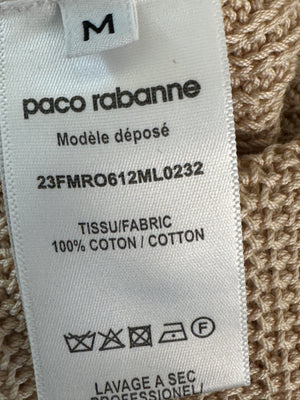 M
paco rabanne
Modèle déposé
23FMRO612ML0232
TISSU/FABRIC
100% COTON / COTTON
F
LAVAGE A SEC
PROFESSIONEL/